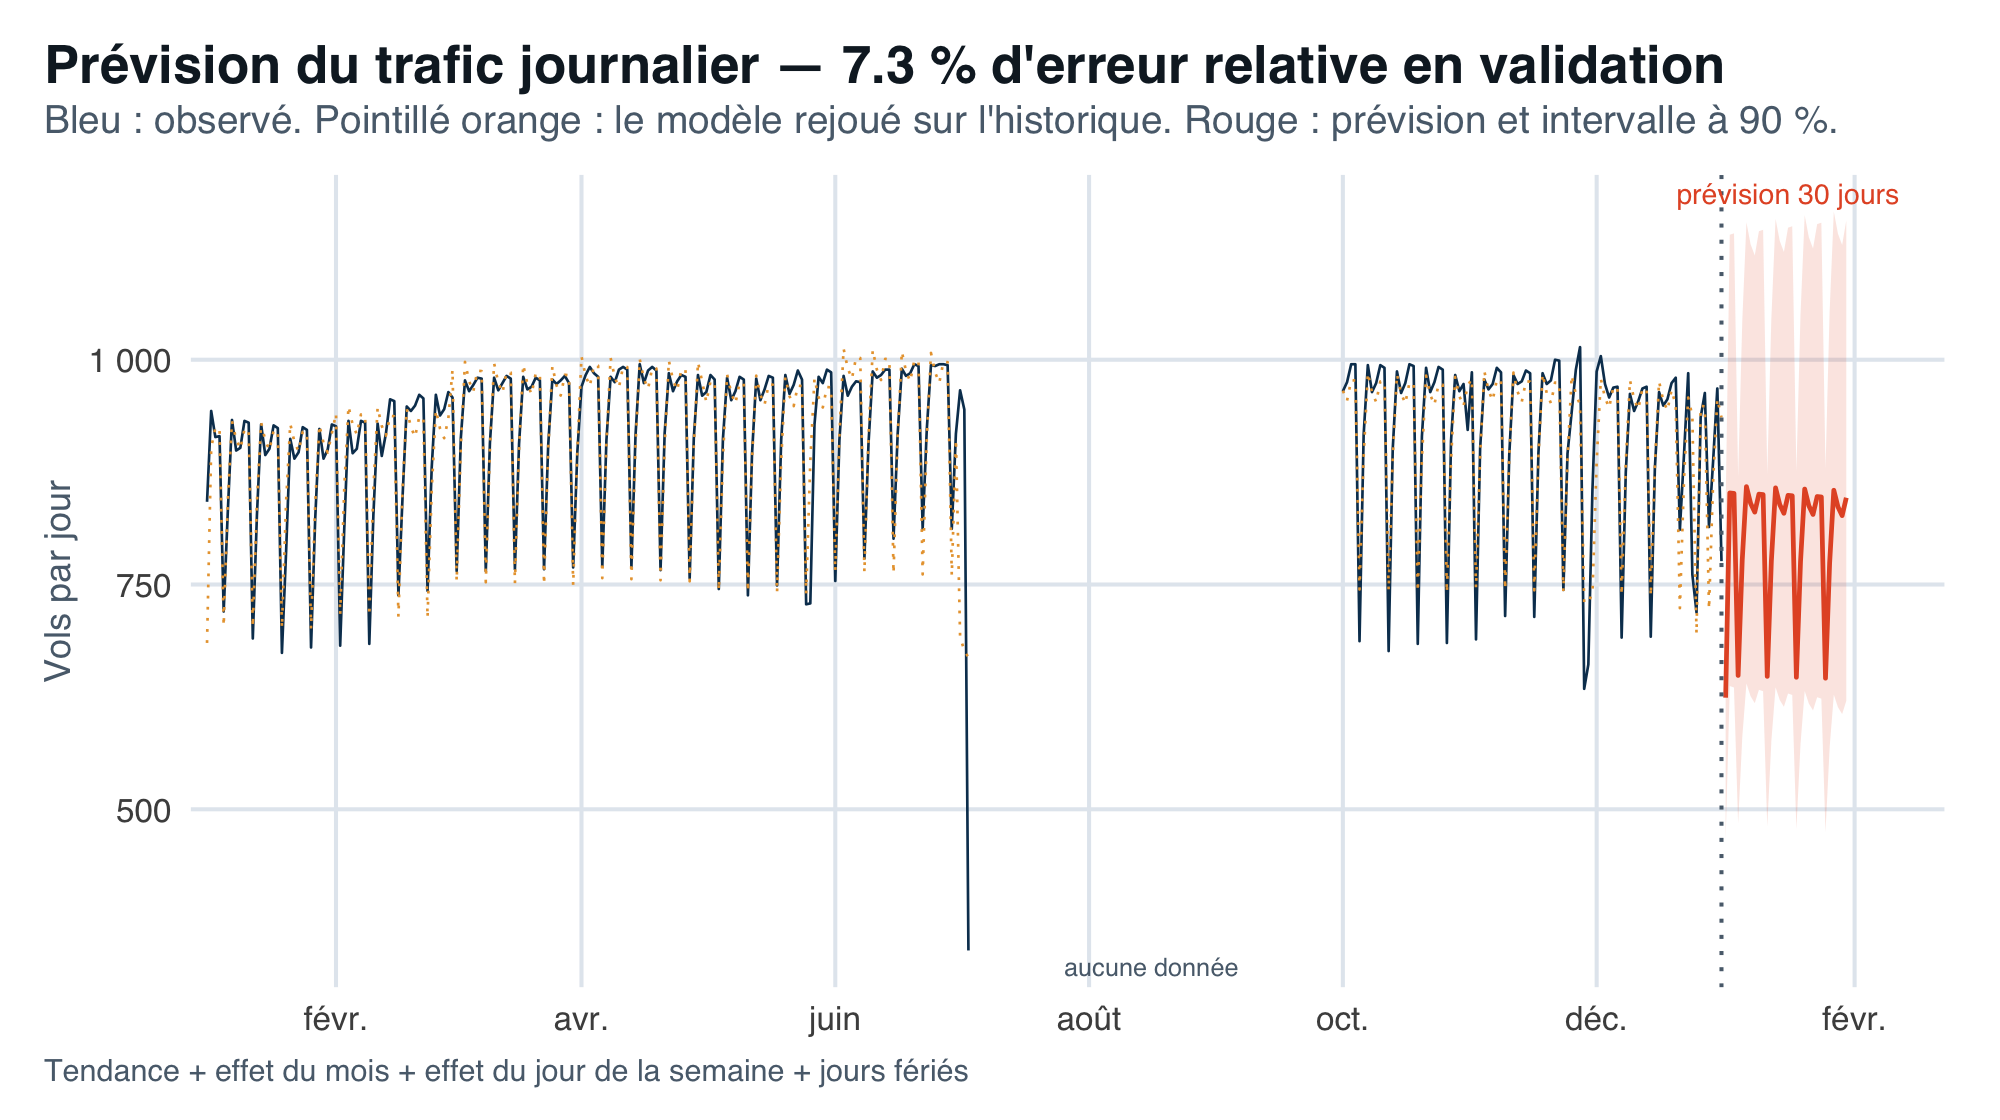 Prévision du trafic journalier — 7.3 % d'erreur relative en validation
Bleu : observé. Pointillé orange : le modèle rejoué sur l'historique. Rouge : prévision et intervalle à 90 %.
prévision 30 jours
1 000
750
500
Vols par jour
aucune donnée
févr.
avr.
juin
août
oct.
déc.
févr.
Tendance + effet du mois + effet du jour de la semaine + jours fériés